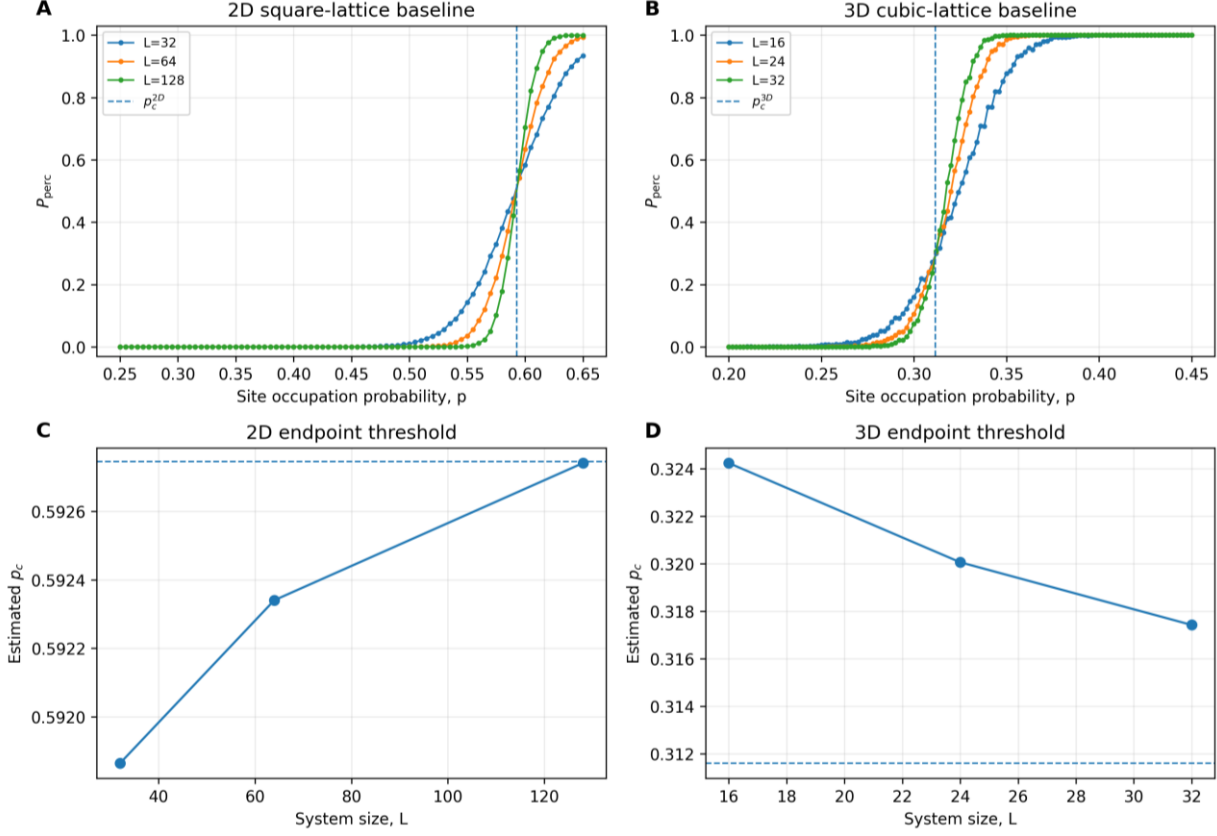 A
2D square-lattice baseline
L=32
L=64
L=128
p_c^{2D}
P_perc
1.0
0.8
0.6
0.4
0.2
0.0
0.25 0.30 0.35 0.40 0.45 0.50 0.55 0.60 0.65
Site occupation probability, p
B
3D cubic-lattice baseline
L=16
L=24
L=32
p_c^{3D}
P_perc
1.0
0.8
0.6
0.4
0.2
0.0
0.20 0.25 0.30 0.35 0.40 0.45
Site occupation probability, p
C
2D endpoint threshold
Estimated p_c
0.5926
0.5924
0.5922
0.5920
40 60 80 100 120
System size, L
D
3D endpoint threshold
Estimated p_c
0.324
0.322
0.320
0.318
0.316
0.314
0.312
16 18 20 22 24 26 28 30 32
System size, L